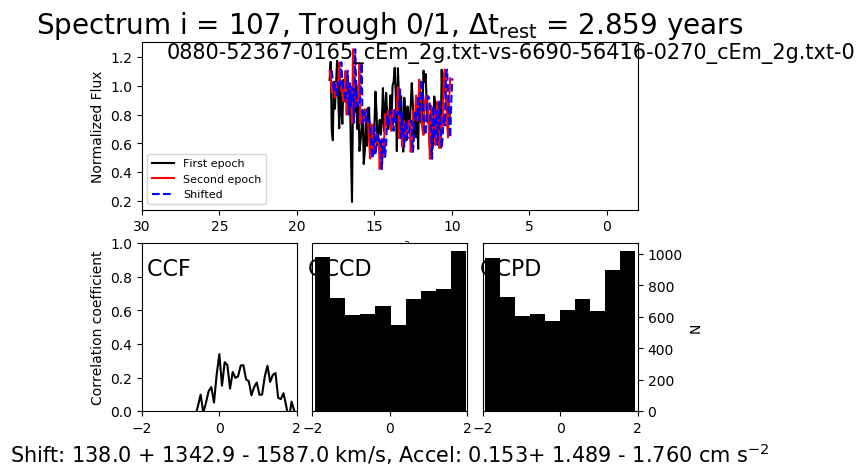 Spectrum i = 107, Trough 0/1, Δt_rest = 2.859 years
0880-52367-0165_cEm_2g.txt-vs-6690-56416-0270_cEm_2g.txt-0
Normalized Flux
1.2
1.0
0.8
0.6
0.4
0.2
First epoch
Second epoch
Shifted
30 25 20 15 10 5 0
Correlation coefficient
1.0
0.8
0.6
0.4
0.2
0.0
CCF
CCCD
CCPD
1000
800
600
400
200
0
N
−2 0 2
−2 0 2
−2 0 2
Shift: 138.0 + 1342.9 - 1587.0 km/s, Accel: 0.153+ 1.489 - 1.760 cm s⁻²